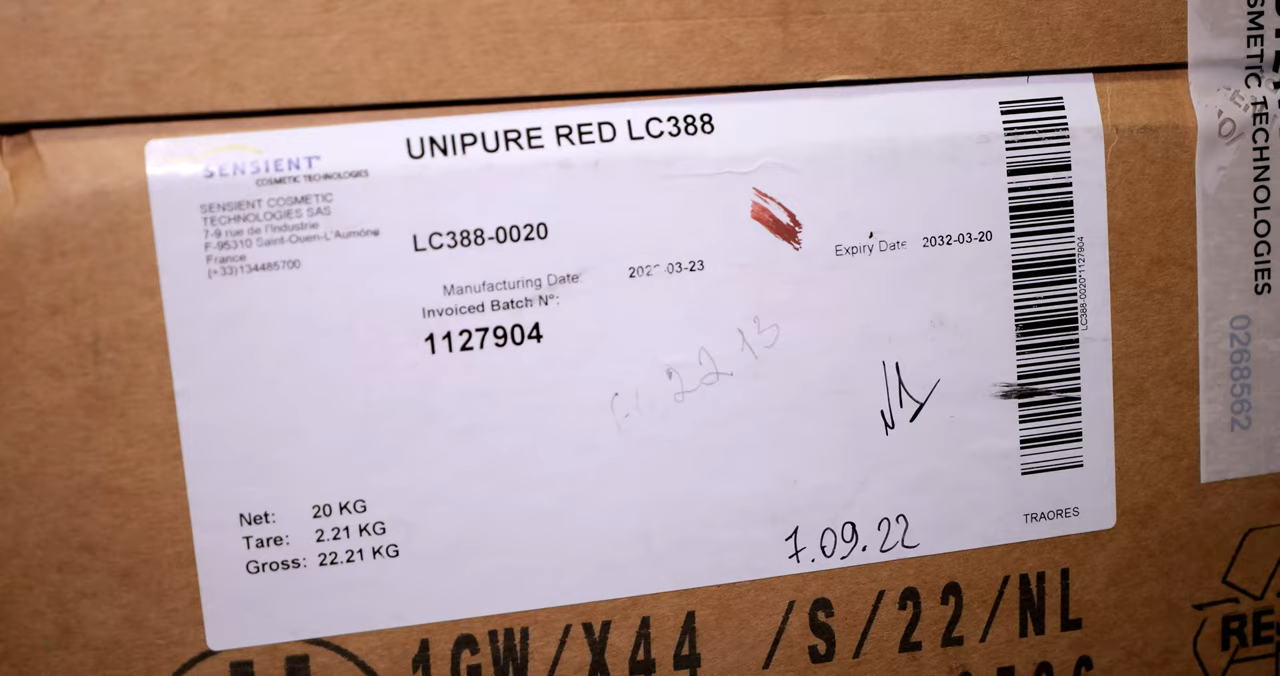 UNIPURE RED LC388
SENSIENT
COSMETIC TECHNOLOGIES
SENSIENT COSMETIC
TECHNOLOGIES SAS
7-9 rue de l'Industrie
F-95310 Saint-Ouen-L'Aumône
France
(+33)134485700
LC388-0020
Manufacturing Date:
Expiry Date 2032-03-20
Invoiced Batch N°:
1127904
LC388-0020*1127904
Net: 20 KG
Tare: 2.21 KG
Gross: 22.21 KG
7.09.22
TRAORES
1GW/X44 /S/22/NL
COSMETIC TECHNOLOGIES
0268562